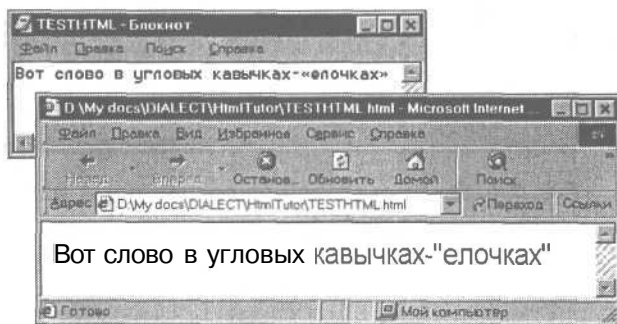 TESTHTML - Блокнот
Файл Правка Поиск Справка
Вот слово в угловых кавычках-«елочках»
D:\My docs\DIALECT\HtmlTutor\TESTHTML.html - Microsoft Internet ...
Файл Правка Вид Избранное Сервис Справка
Назад Вперед Останов... Обновить Домой Поиск »
Адрес D:\My docs\DIALECT\HtmlTutor\TESTHTML.html Переход Ссылки
Вот слово в угловых кавычках-"елочках"
Готово Мой компьютер